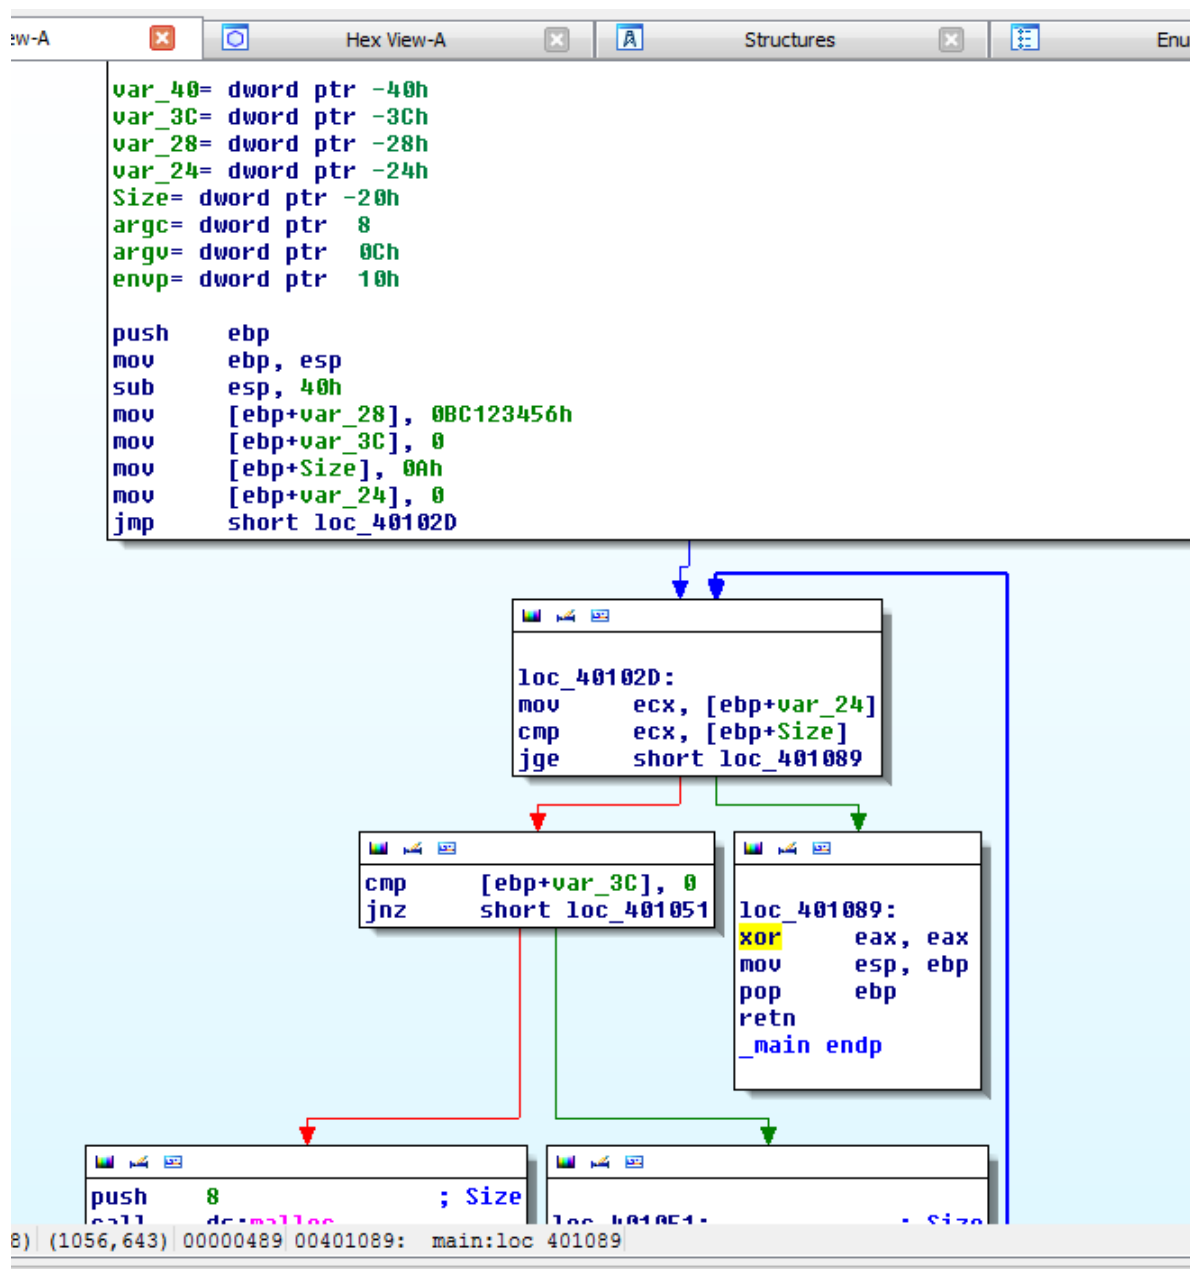 ew-A Hex View-A Structures Enu
var_40= dword ptr -40h
var_3C= dword ptr -3Ch
var_28= dword ptr -28h
var_24= dword ptr -24h
Size= dword ptr -20h
argc= dword ptr  8
argv= dword ptr  0Ch
envp= dword ptr  10h
push    ebp
mov     ebp, esp
sub     esp, 40h
mov     [ebp+var_28], 0BC123456h
mov     [ebp+var_3C], 0
mov     [ebp+Size], 0Ah
mov     [ebp+var_24], 0
jmp     short loc_40102D
loc_40102D:
mov     ecx, [ebp+var_24]
cmp     ecx, [ebp+Size]
jge     short loc_401089
cmp     [ebp+var_3C], 0
jnz     short loc_401051
loc_401089:
xor     eax, eax
mov     esp, ebp
pop     ebp
retn
_main endp
push    8               ; Size
call    ds:malloc
loc_401051:             ; Size
8) (1056,643) 00000489 00401089: main:loc 401089